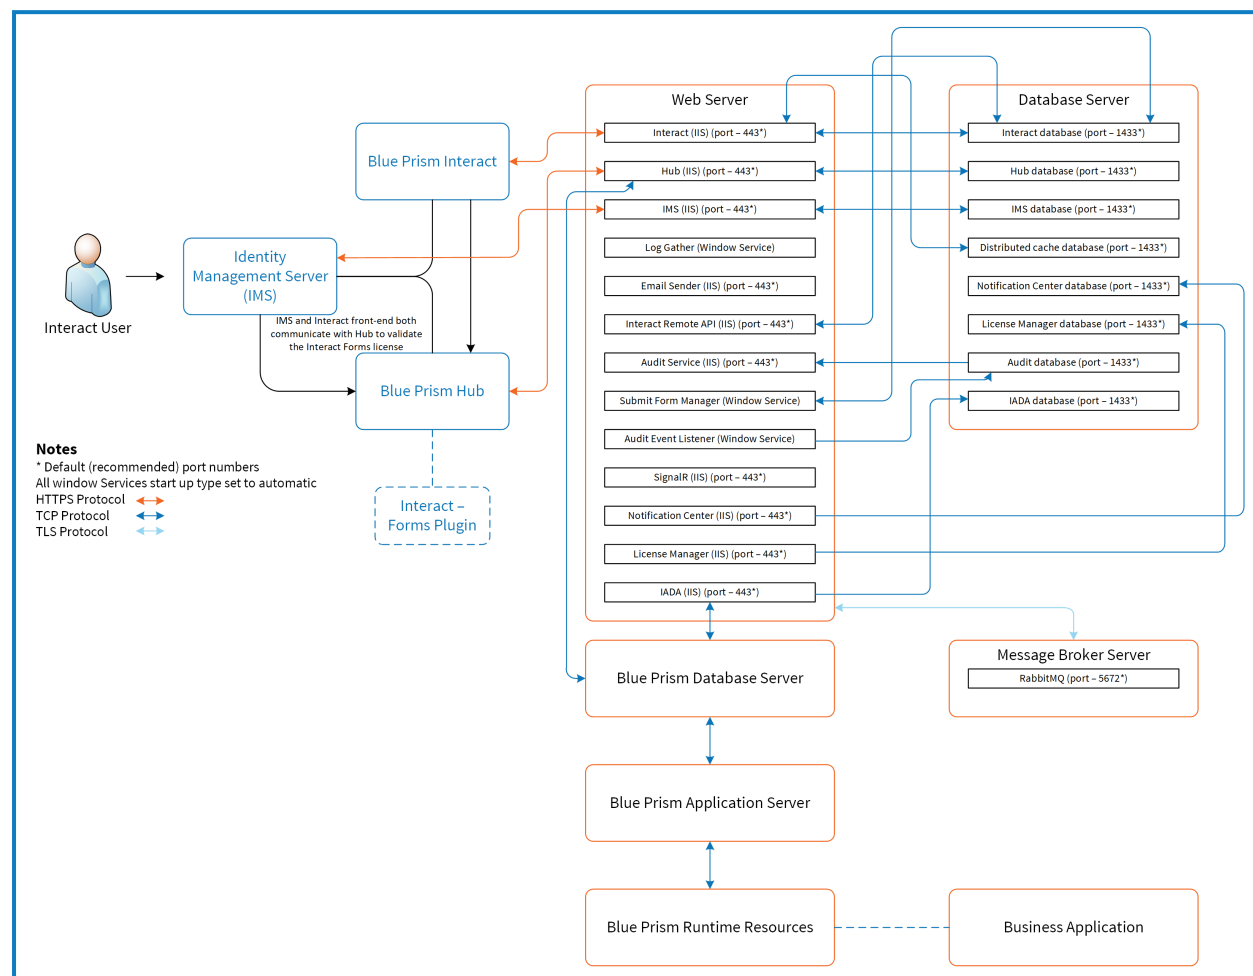 Web Server
Interact (IIS) (port – 443*)
Hub (IIS) (port – 443*)
IMS (IIS) (port – 443*)
Log Gather (Window Service)
Email Sender (IIS) (port – 443*)
Interact Remote API (IIS) (port – 443*)
Audit Service (IIS) (port – 443*)
Submit Form Manager (Window Service)
Audit Event Listener (Window Service)
SignalR (IIS) (port – 443*)
Notification Center (IIS) (port – 443*)
License Manager (IIS) (port – 443*)
IADA (IIS) (port – 443*)
Database Server
Interact database (port – 1433*)
Hub database (port – 1433*)
IMS database (port – 1433*)
Distributed cache database (port – 1433*)
Notification Center database (port – 1433*)
License Manager database (port – 1433*)
Audit database (port – 1433*)
IADA database (port – 1433*)
Blue Prism Interact
Identity
Management Server
(IMS)
Interact User
IMS and Interact front-end both
communicate with Hub to validate
the Interact Forms license
Blue Prism Hub
Interact –
Forms Plugin
Notes
* Default (recommended) port numbers
All window Services start up type set to automatic
HTTPS Protocol
TCP Protocol
TLS Protocol
Blue Prism Database Server
Message Broker Server
RabbitMQ (port – 5672*)
Blue Prism Application Server
Blue Prism Runtime Resources
Business Application